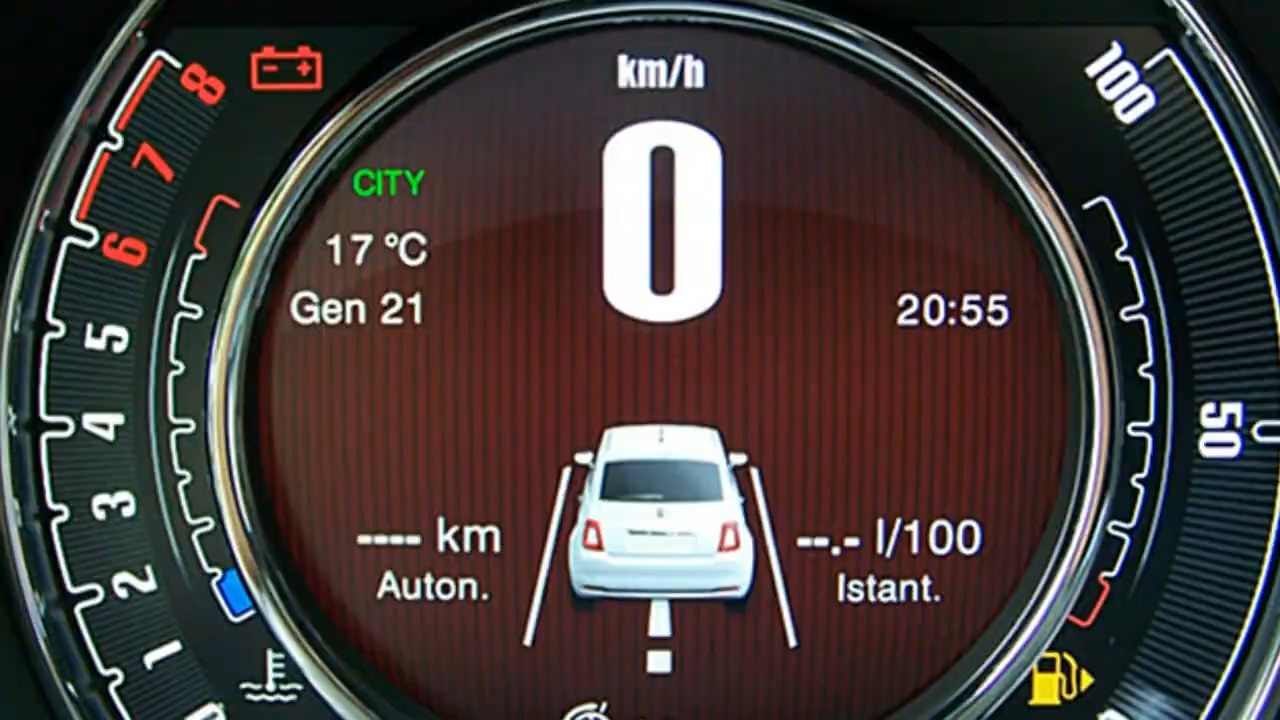 km/h
0
CITY
17 °C
Gen 21
20:55
---- km
Auton.
--.- l/100
Istant.
8
7
6
5
4
3
2
1
100
50